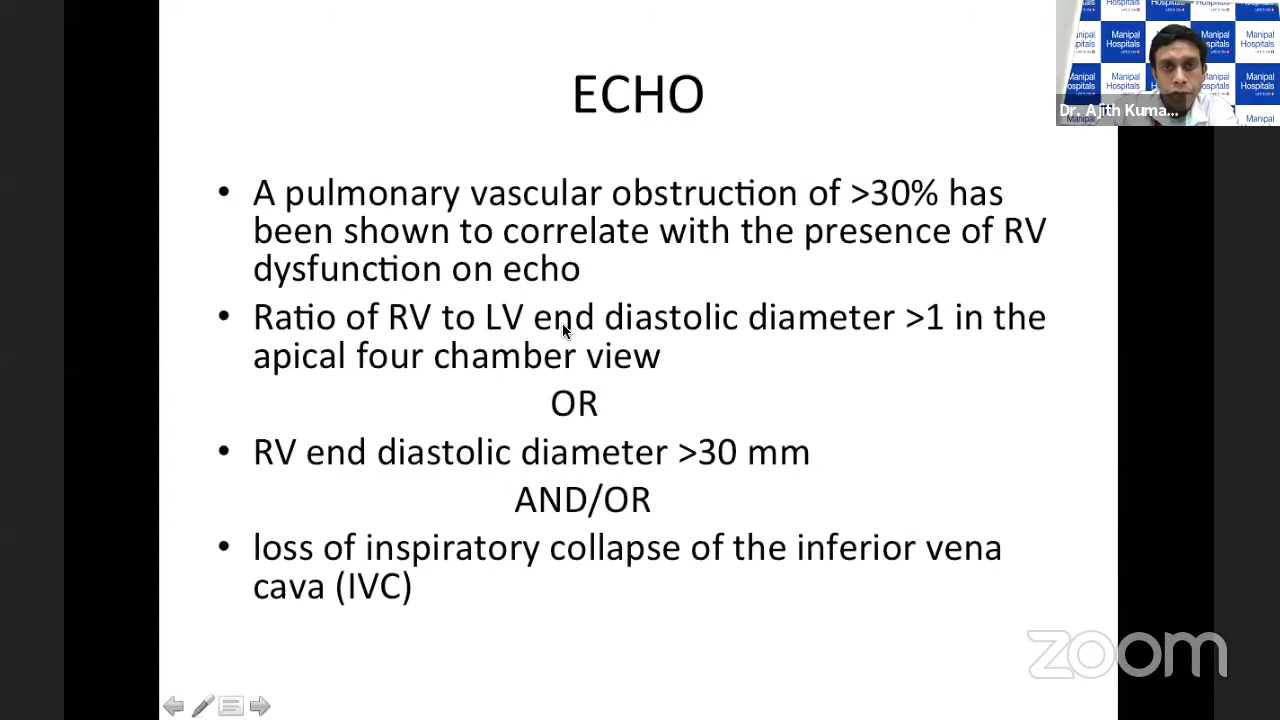 ECHO
• A pulmonary vascular obstruction of >30% has
been shown to correlate with the presence of RV
dysfunction on echo
• Ratio of RV to LV end diastolic diameter >1 in the
apical four chamber view
OR
• RV end diastolic diameter >30 mm
AND/OR
• loss of inspiratory collapse of the inferior vena
cava (IVC)
Manipal
Hospitals
Dr. Ajith Kuma...
zoom